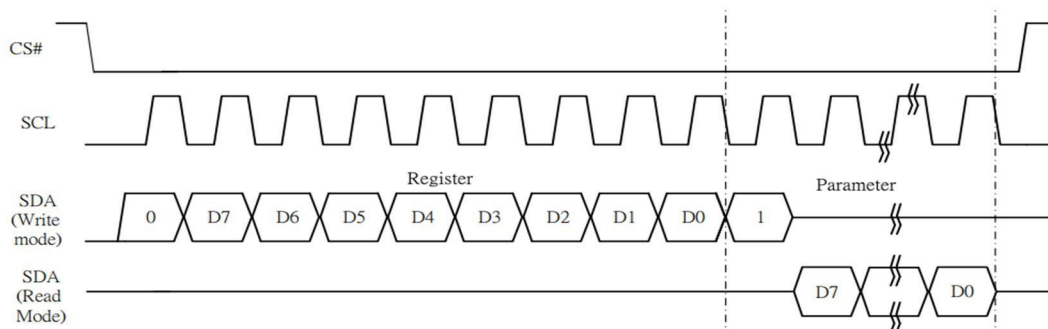 CS#
SCL
Register
Parameter
SDA
(Write
mode)
0 D7 D6 D5 D4 D3 D2 D1 D0 1
SDA
(Read
Mode)
D7 D0